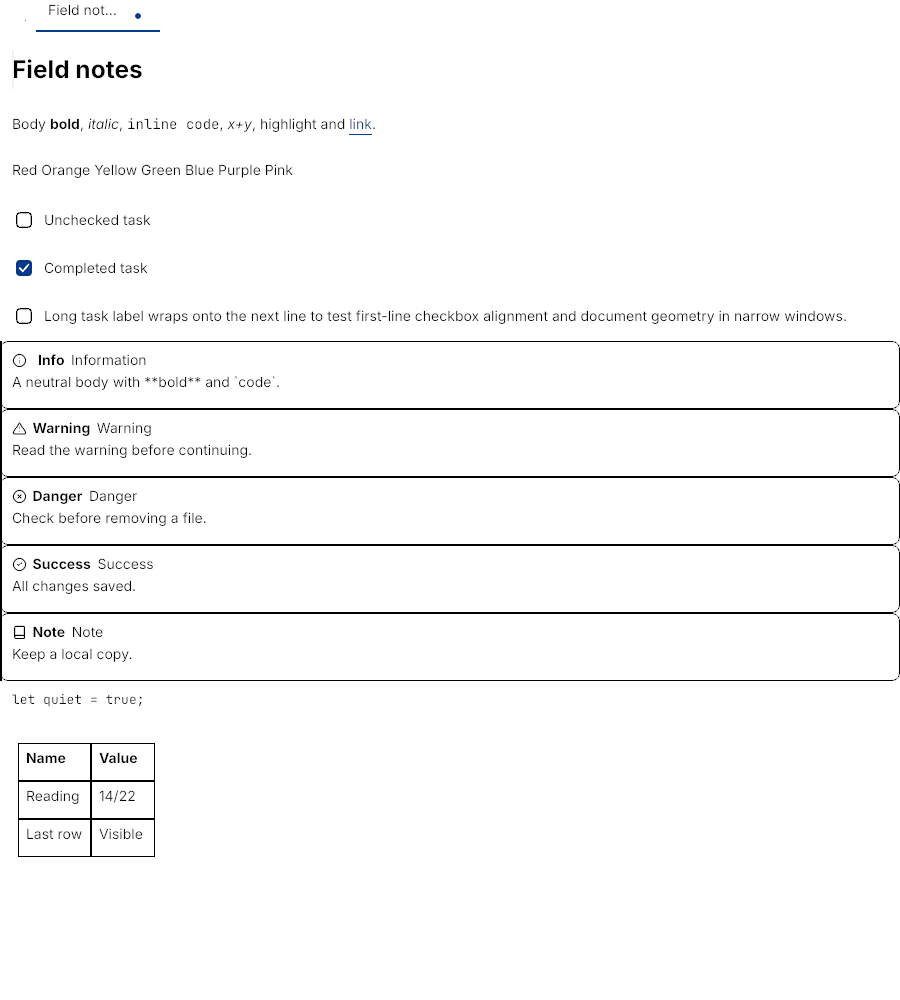 Field not...
Field notes
Body bold, italic, inline code, x+y, highlight and link.
Red Orange Yellow Green Blue Purple Pink
Unchecked task
Completed task
Long task label wraps onto the next line to test first-line checkbox alignment and document geometry in narrow windows.
Info Information
A neutral body with **bold** and `code`.
Warning Warning
Read the warning before continuing.
Danger Danger
Check before removing a file.
Success Success
All changes saved.
Note Note
Keep a local copy.
let quiet = true;
Name Value
Reading 14/22
Last row Visible